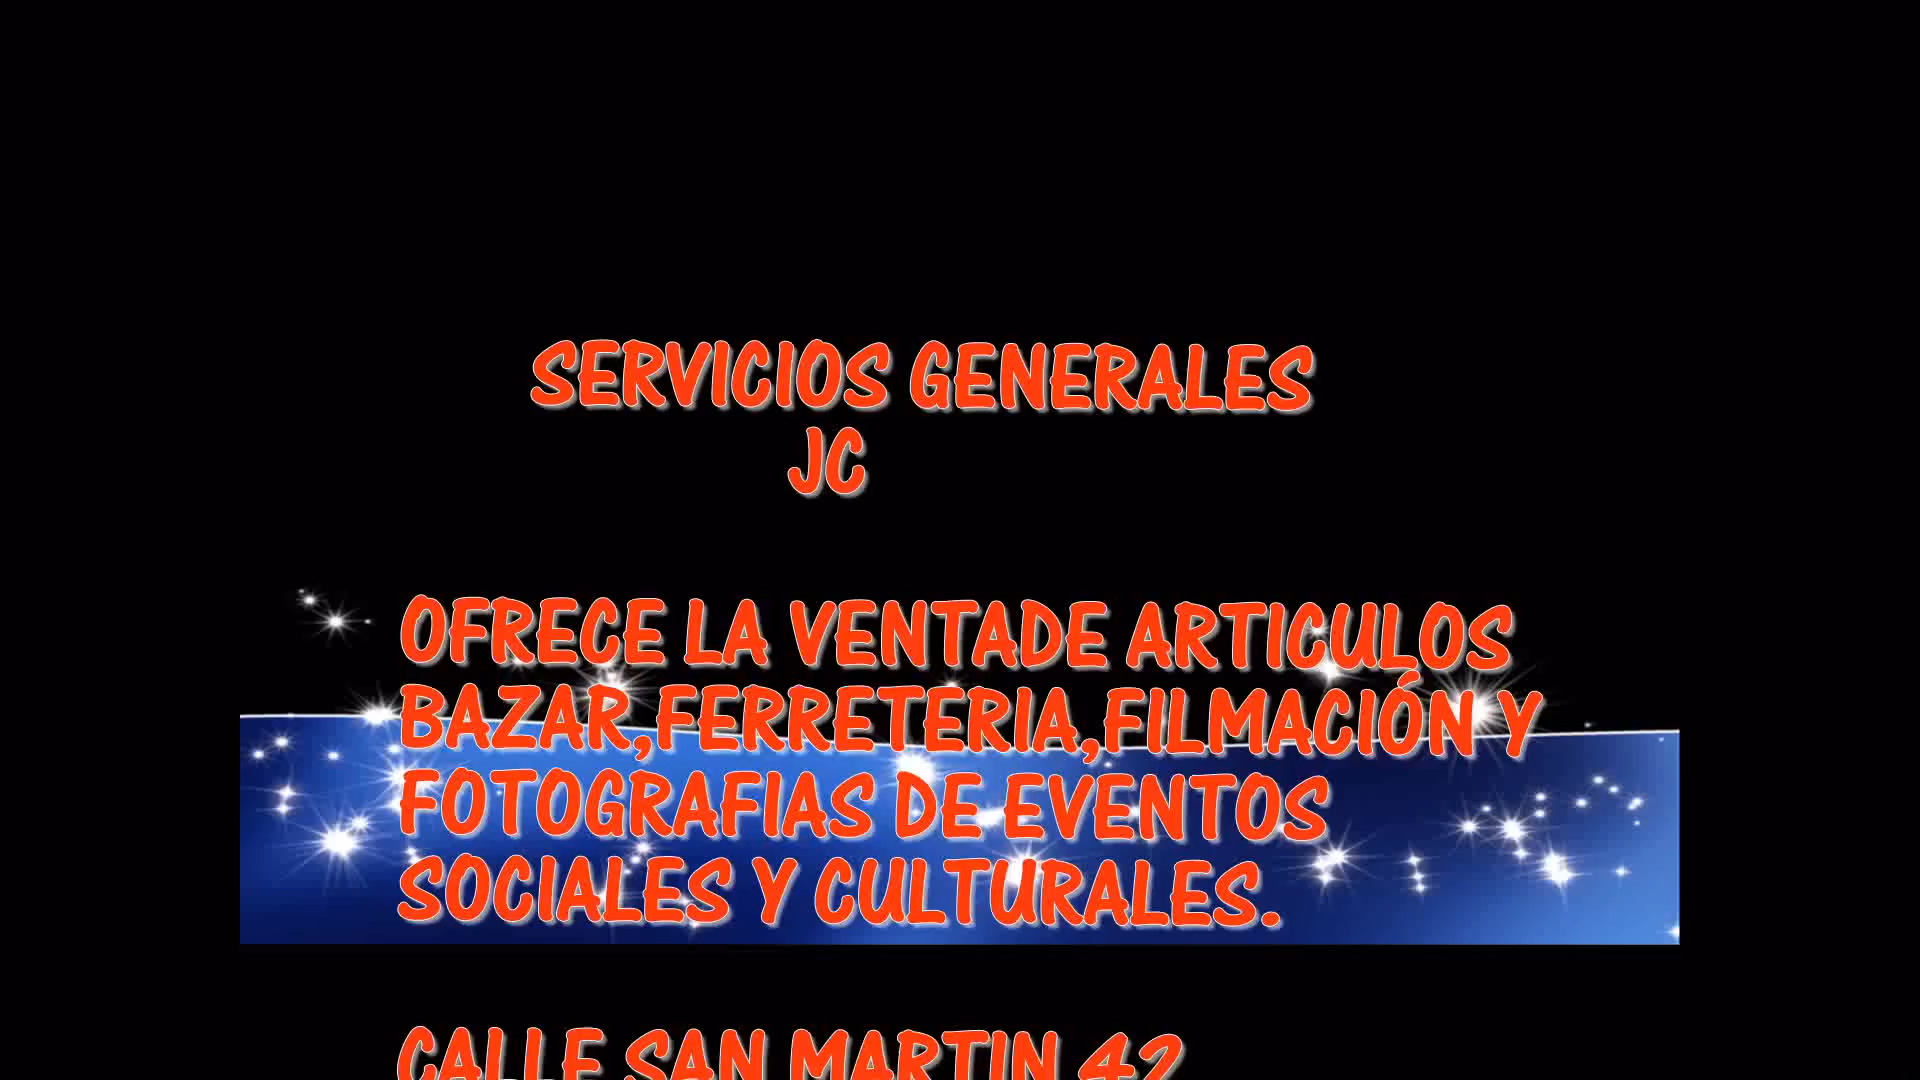 SERVICIOS GENERALES
JC
OFRECE LA VENTADE ARTICULOS
BAZAR,FERRETERIA,FILMACIÓN Y
FOTOGRAFIAS DE EVENTOS
SOCIALES Y CULTURALES.
CALLE SAN MARTIN 42